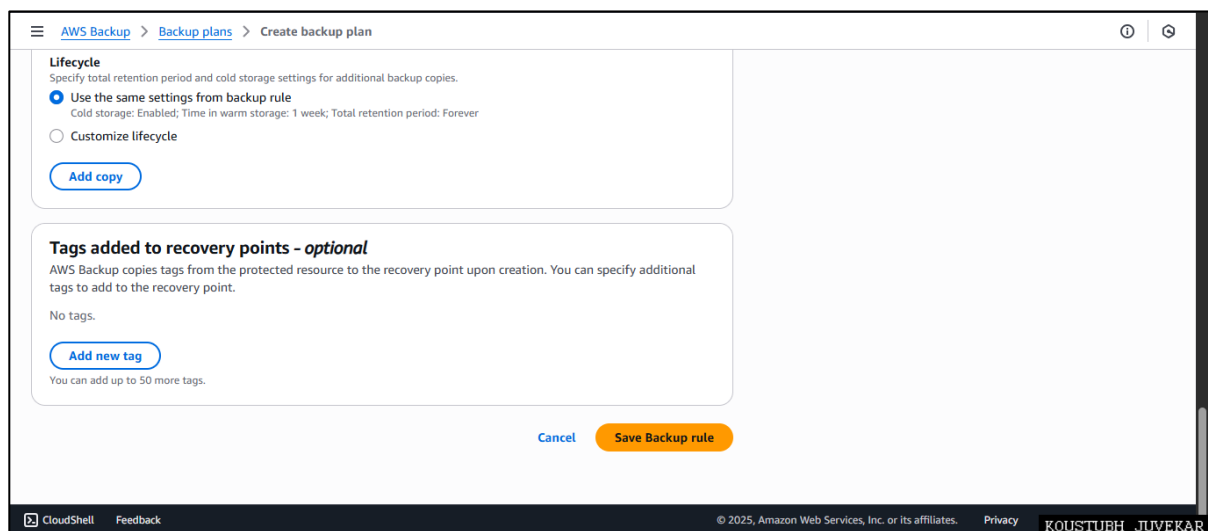 AWS Backup > Backup plans > Create backup plan
Lifecycle
Specify total retention period and cold storage settings for additional backup copies.
Use the same settings from backup rule
Cold storage: Enabled; Time in warm storage: 1 week; Total retention period: Forever
Customize lifecycle
Add copy
Tags added to recovery points - optional
AWS Backup copies tags from the protected resource to the recovery point upon creation. You can specify additional
tags to add to the recovery point.
No tags.
Add new tag
You can add up to 50 more tags.
Cancel Save Backup rule
CloudShell Feedback © 2025, Amazon Web Services, Inc. or its affiliates. Privacy KOUSTUBH JUVEKAR